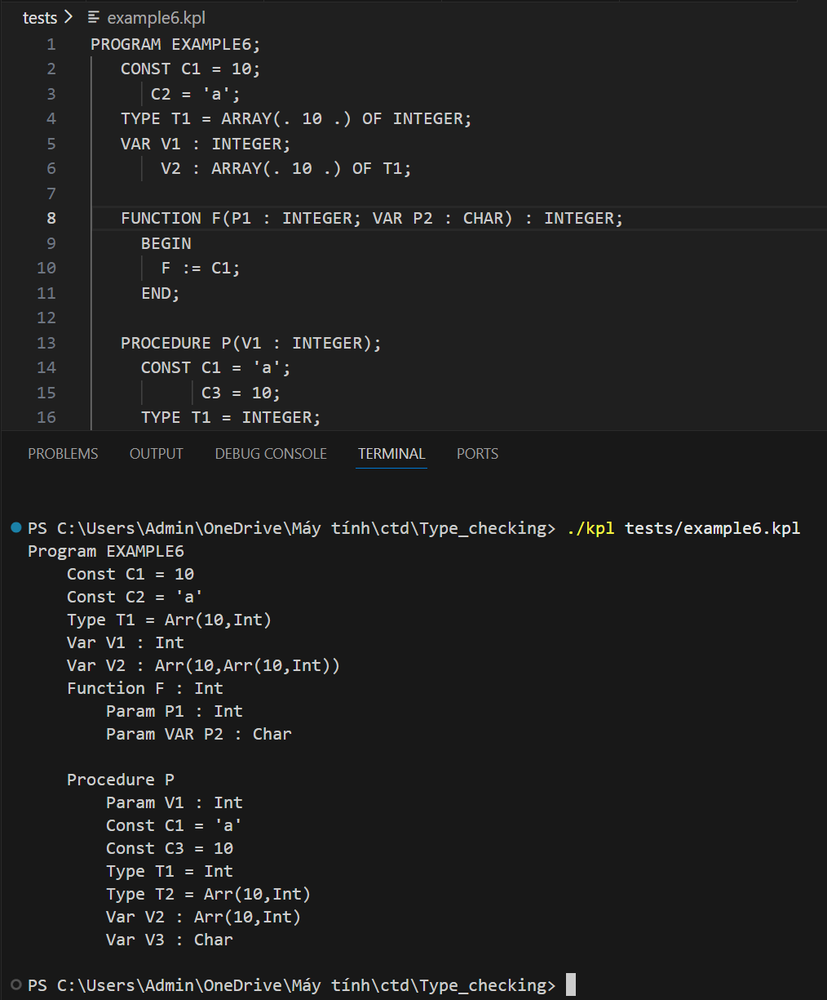 tests > example6.kpl
1 PROGRAM EXAMPLE6;
2 CONST C1 = 10;
3 C2 = 'a';
4 TYPE T1 = ARRAY(. 10 .) OF INTEGER;
5 VAR V1 : INTEGER;
6 V2 : ARRAY(. 10 .) OF T1;
7
8 FUNCTION F(P1 : INTEGER; VAR P2 : CHAR) : INTEGER;
9 BEGIN
10 F := C1;
11 END;
12
13 PROCEDURE P(V1 : INTEGER);
14 CONST C1 = 'a';
15 C3 = 10;
16 TYPE T1 = INTEGER;
PROBLEMS OUTPUT DEBUG CONSOLE TERMINAL PORTS
PS C:\Users\Admin\OneDrive\Máy tính\ctd\Type_checking> ./kpl tests/example6.kpl
Program EXAMPLE6
Const C1 = 10
Const C2 = 'a'
Type T1 = Arr(10,Int)
Var V1 : Int
Var V2 : Arr(10,Arr(10,Int))
Function F : Int
Param P1 : Int
Param VAR P2 : Char
Procedure P
Param V1 : Int
Const C1 = 'a'
Const C3 = 10
Type T1 = Int
Type T2 = Arr(10,Int)
Var V2 : Arr(10,Int)
Var V3 : Char
PS C:\Users\Admin\OneDrive\Máy tính\ctd\Type_checking>